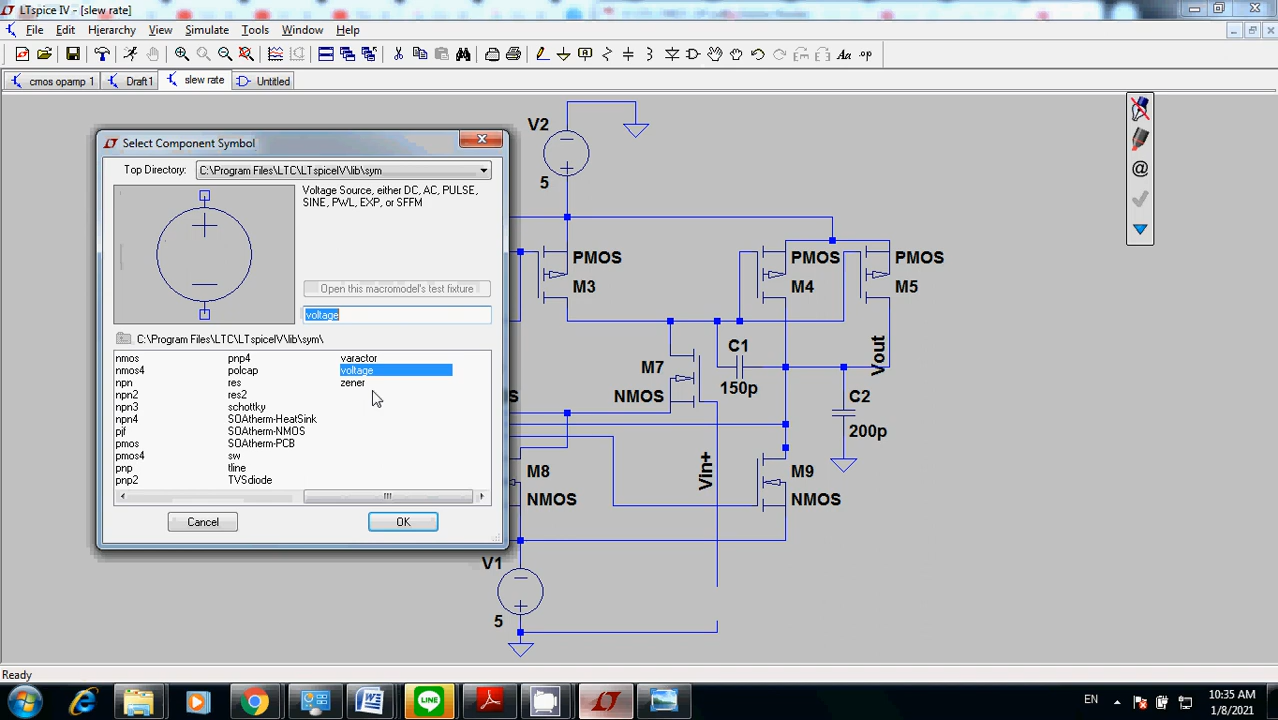 LTspice IV - [slew rate]
File Edit Hierarchy View Simulate Tools Window Help
cmos opamp 1 Draft1 slew rate Untitled
Select Component Symbol
Top Directory: C:\Program Files\LTC\LTspiceIV\lib\sym
Voltage Source, either DC, AC, PULSE,
SINE, PWL, EXP, or SFFM
Open this macromodel's test fixture
voltage
C:\Program Files\LTC\LTspiceIV\lib\sym\
nmos pnp4 varactor
nmos4 polcap voltage
npn res zener
npn2 res2
npn3 schottky
npn4 SOAtherm-HeatSink
pjf SOAtherm-NMOS
pmos SOAtherm-PCB
pmos4 sw
pnp tline
pnp2 TVSdiode
Cancel OK
V2
5
PMOS
M3
PMOS
M4
PMOS
M5
C1
150p
M7
NMOS
Vout
C2
200p
Vin+
M8
NMOS
M9
NMOS
V1
5
@
.op
Aa
Ready
EN
10:35 AM
1/8/2021
LINE